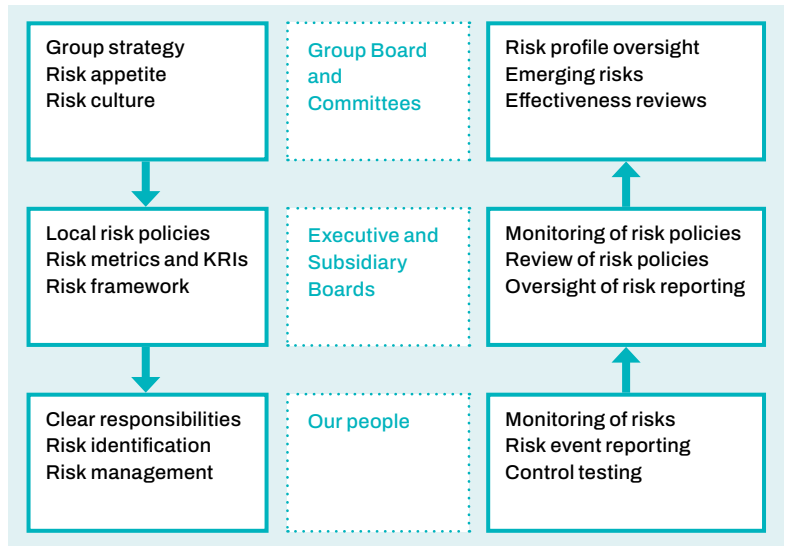 Group strategy
Risk appetite
Risk culture
Group Board
and
Committees
Risk profile oversight
Emerging risks
Effectiveness reviews
Local risk policies
Risk metrics and KRIs
Risk framework
Executive and
Subsidiary
Boards
Monitoring of risk policies
Review of risk policies
Oversight of risk reporting
Clear responsibilities
Risk identification
Risk management
Our people
Monitoring of risks
Risk event reporting
Control testing